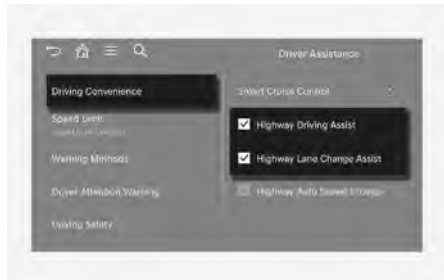 Driver Assistance
Driving Convenience
Smart Cruise Control
Speed Limit
Highway Driving Assist
Warning Methods
Highway Lane Change Assist
Driver Attention Warning
Highway Auto Speed Change
Driving Safety